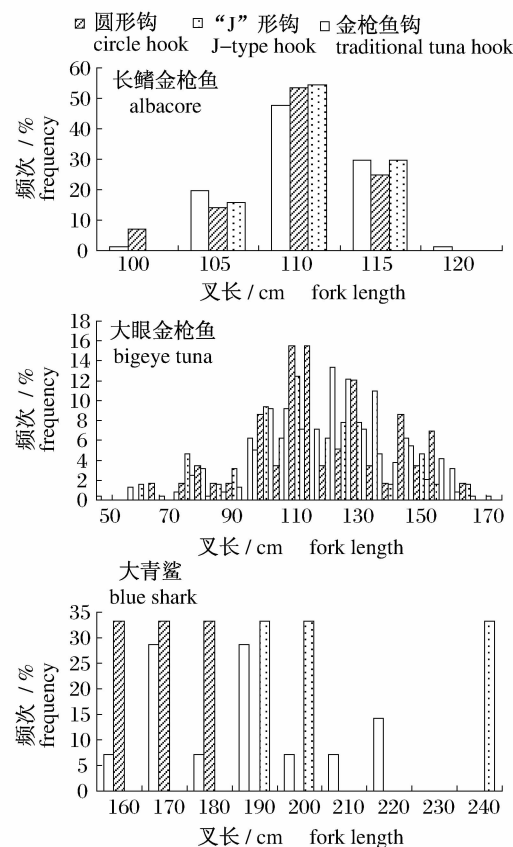 圆形钩 “J”形钩 金枪鱼钩
circle hook J-type hook traditional tuna hook
长鳍金枪鱼
albacore
频次 / %
frequency
60
50
40
30
20
10
0
100 105 110 115 120
叉长 / cm fork length
大眼金枪鱼
bigeye tuna
频次 / %
frequency
18
16
14
12
10
8
6
4
2
0
50 70 90 110 130 150 170
叉长 / cm fork length
大青鲨
blue shark
频次 / %
frequency
35
30
25
20
15
10
5
0
160 170 180 190 200 210 220 230 240
叉长 / cm fork length